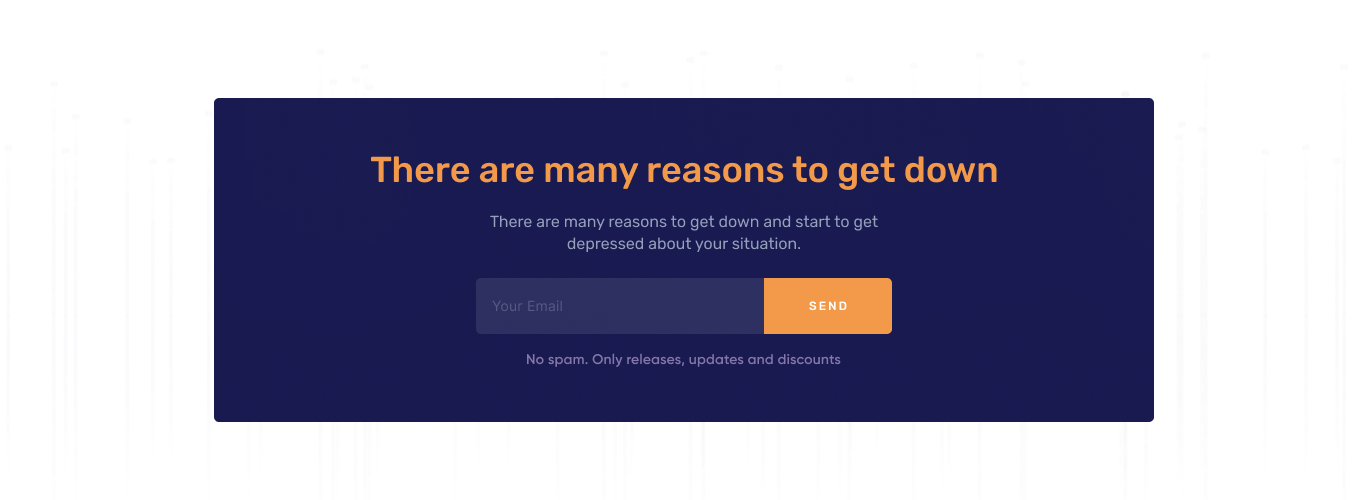 There are many reasons to get down
There are many reasons to get down and start to get
depressed about your situation.
Your Email
SEND
No spam. Only releases, updates and discounts